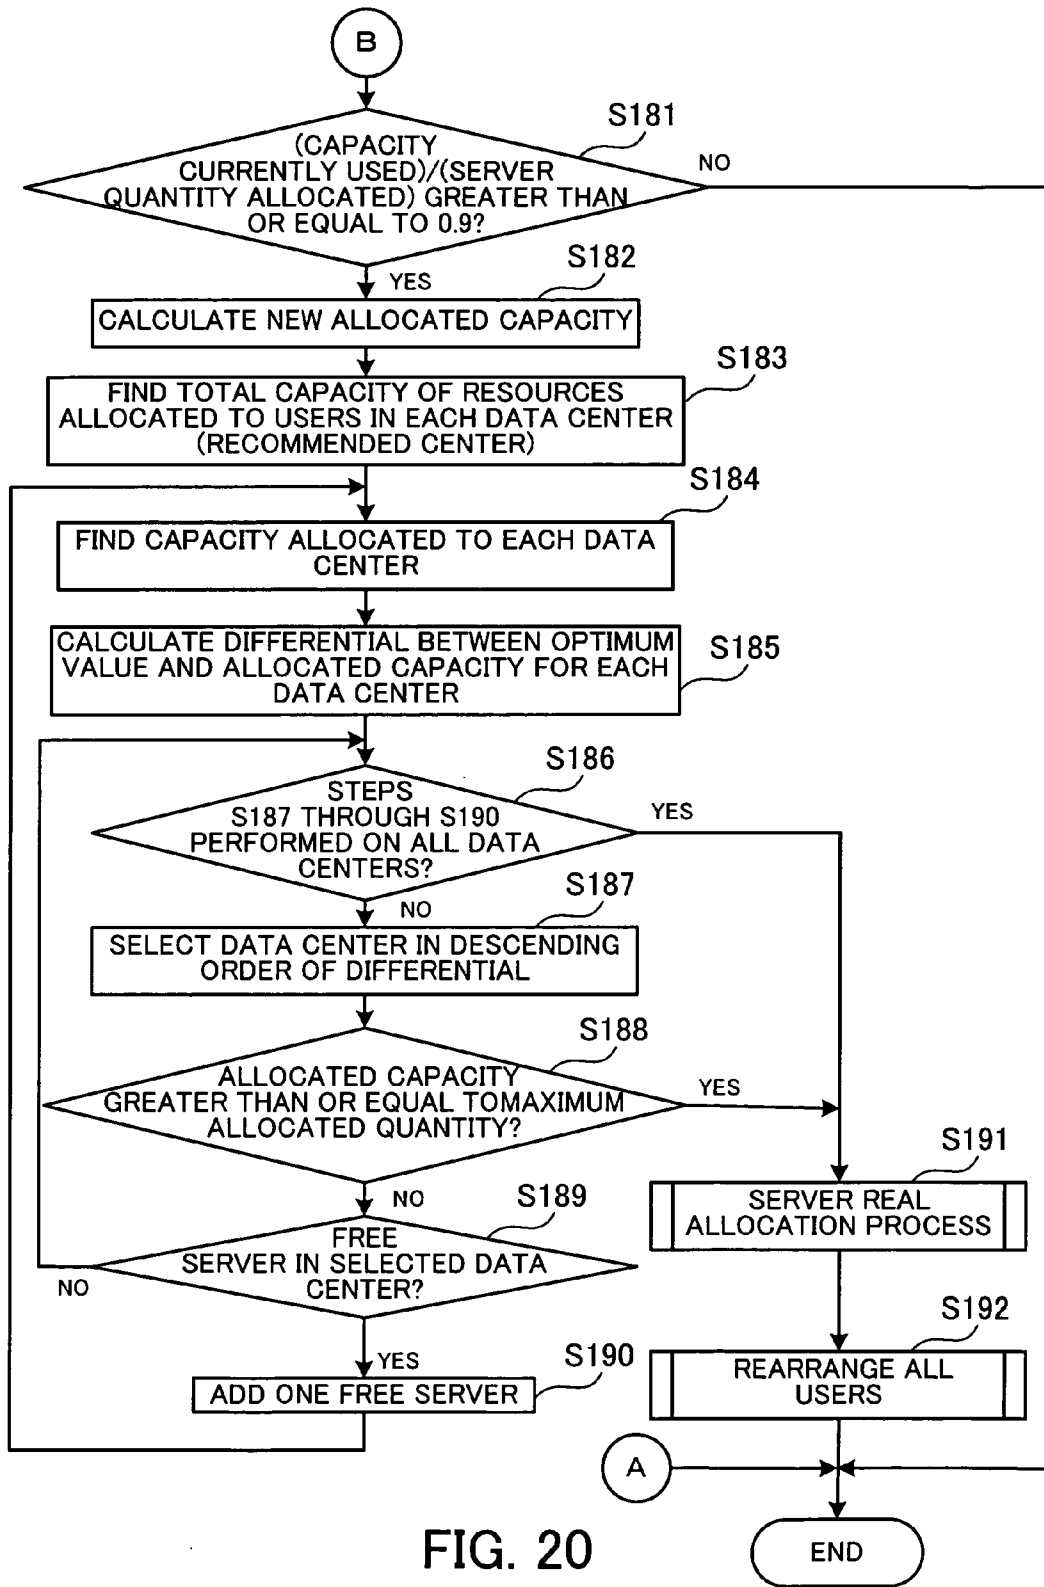 B
S181
(CAPACITY
CURRENTLY USED)/(SERVER
QUANTITY ALLOCATED) GREATER THAN
OR EQUAL TO 0.9?
NO
YES
S182
CALCULATE NEW ALLOCATED CAPACITY
S183
FIND TOTAL CAPACITY OF RESOURCES
ALLOCATED TO USERS IN EACH DATA CENTER
(RECOMMENDED CENTER)
S184
FIND CAPACITY ALLOCATED TO EACH DATA
CENTER
S185
CALCULATE DIFFERENTIAL BETWEEN OPTIMUM
VALUE AND ALLOCATED CAPACITY FOR EACH
DATA CENTER
S186
STEPS
S187 THROUGH S190
PERFORMED ON ALL DATA
CENTERS?
YES
NO
S187
SELECT DATA CENTER IN DESCENDING
ORDER OF DIFFERENTIAL
S188
ALLOCATED CAPACITY
GREATER THAN OR EQUAL TOMAXIMUM
ALLOCATED QUANTITY?
YES
NO
S189
FREE
SERVER IN SELECTED DATA
CENTER?
NO
YES
S190
ADD ONE FREE SERVER
S191
SERVER REAL
ALLOCATION PROCESS
S192
REARRANGE ALL
USERS
A
END
FIG. 20